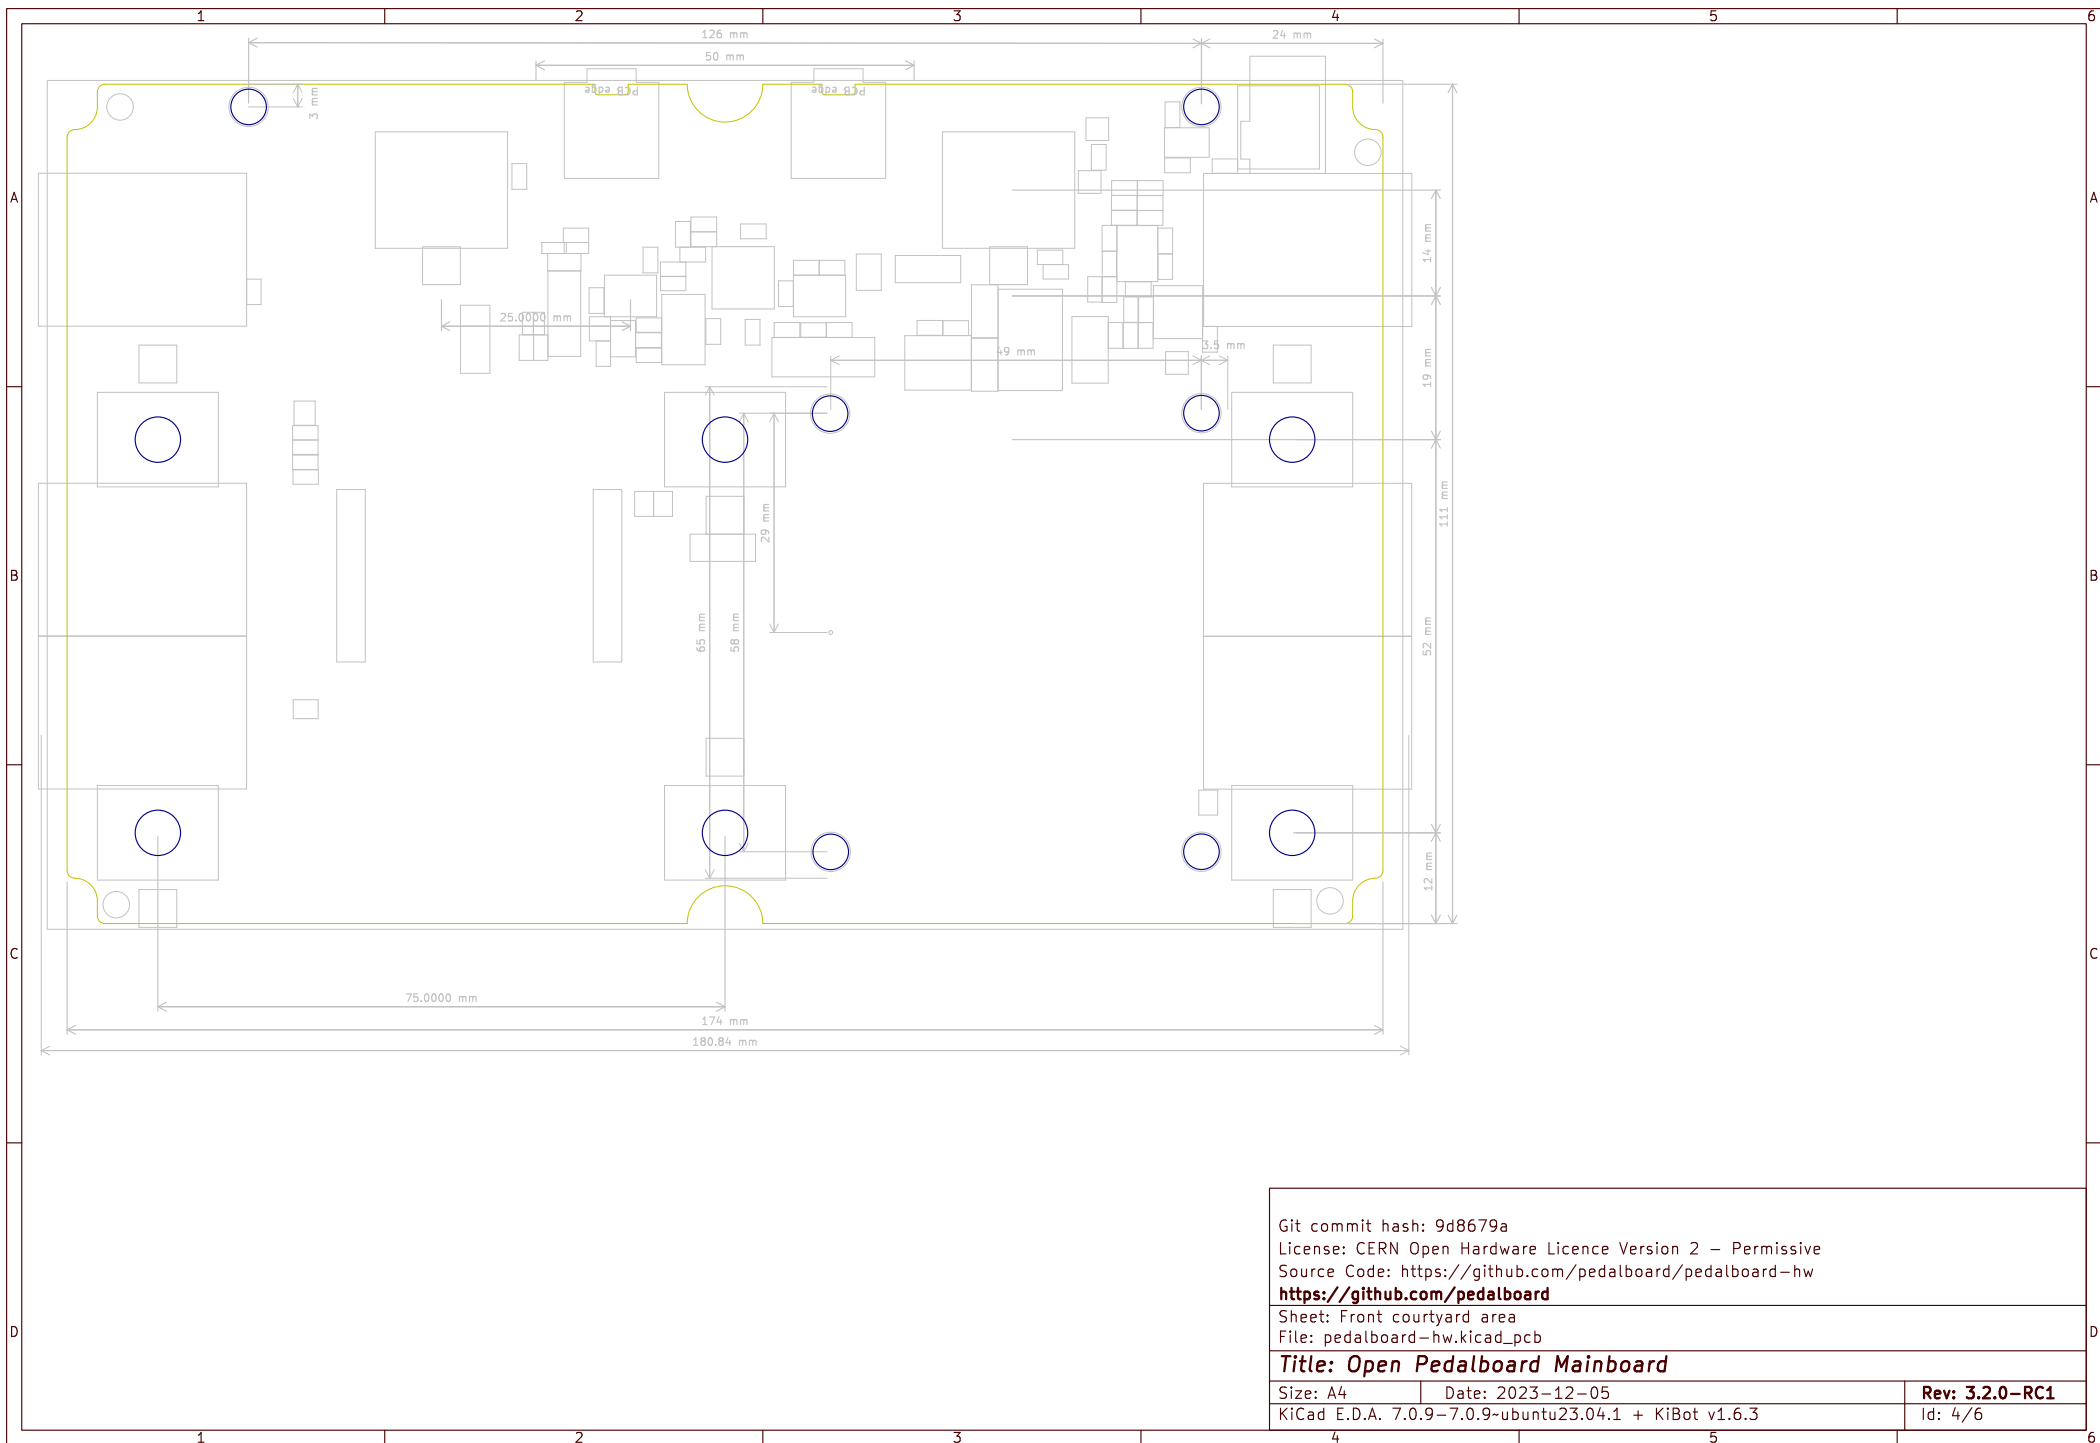 1 2 3 4 5 6
126 mm 24 mm
50 mm
3 mm
PCB edge PCB edge
A A
14 mm
25.0000 mm
49 mm 3.5 mm
19 mm
111 mm
29 mm
B B
65 mm 58 mm 52 mm
12 mm
C C
75.0000 mm
174 mm
180.84 mm
Git commit hash: 9d8679a
License: CERN Open Hardware Licence Version 2 - Permissive
Source Code: https://github.com/pedalboard/pedalboard-hw
https://github.com/pedalboard
Sheet: Front courtyard area
D D
File: pedalboard-hw.kicad_pcb
Title: Open Pedalboard Mainboard
Size: A4 Date: 2023-12-05 Rev: 3.2.0-RC1
KiCad E.D.A. 7.0.9-7.0.9~ubuntu23.04.1 + KiBot v1.6.3 Id: 4/6
1 2 3 4 5 6